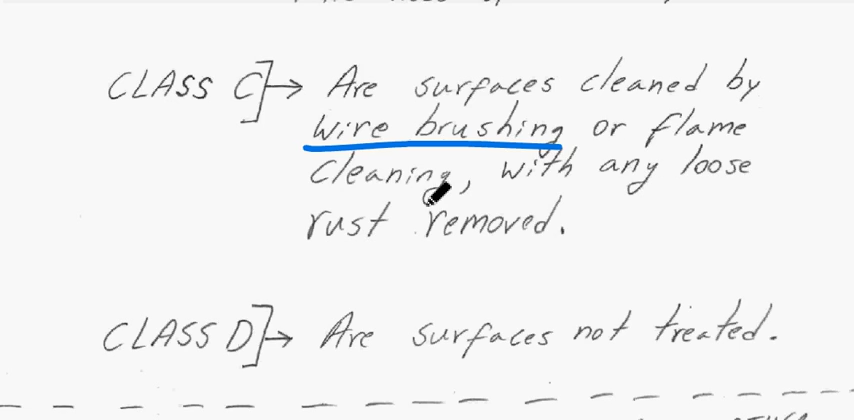 CLASS C]→ Are surfaces cleaned by
wire brushing or flame
cleaning, with any loose
rust removed.
CLASS D]→ Are surfaces not treated.